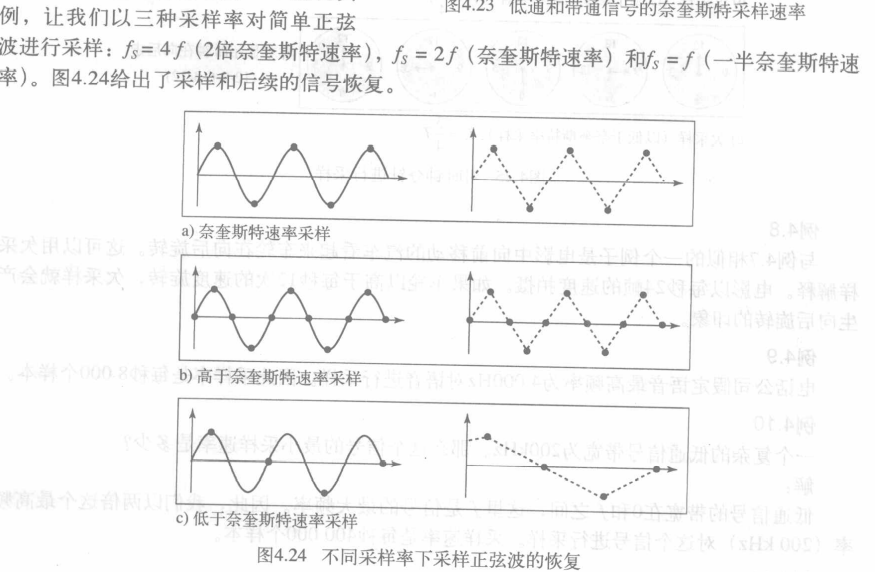 图4.23 低通和带通信号的奈奎斯特采样速率
例，让我们以三种采样率对简单正弦
波进行采样：fs = 4f（2倍奈奎斯特速率），fs = 2f（奈奎斯特速率）和fs = f（一半奈奎斯特速
率）。图4.24给出了采样和后续的信号恢复。
a) 奈奎斯特速率采样
b) 高于奈奎斯特速率采样
c) 低于奈奎斯特速率采样
图4.24 不同采样率下采样正弦波的恢复